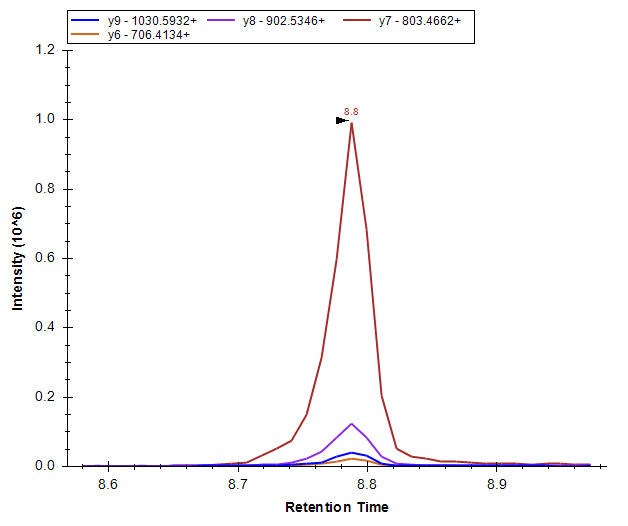 y9 - 1030.5932+ y8 - 902.5346+ y7 - 803.4662+
y6 - 706.4134+
1.2
8.8
1.0
0.8
0.6
0.4
0.2
0.0
Intensity (10^6)
8.6 8.7 8.8 8.9
Retention Time